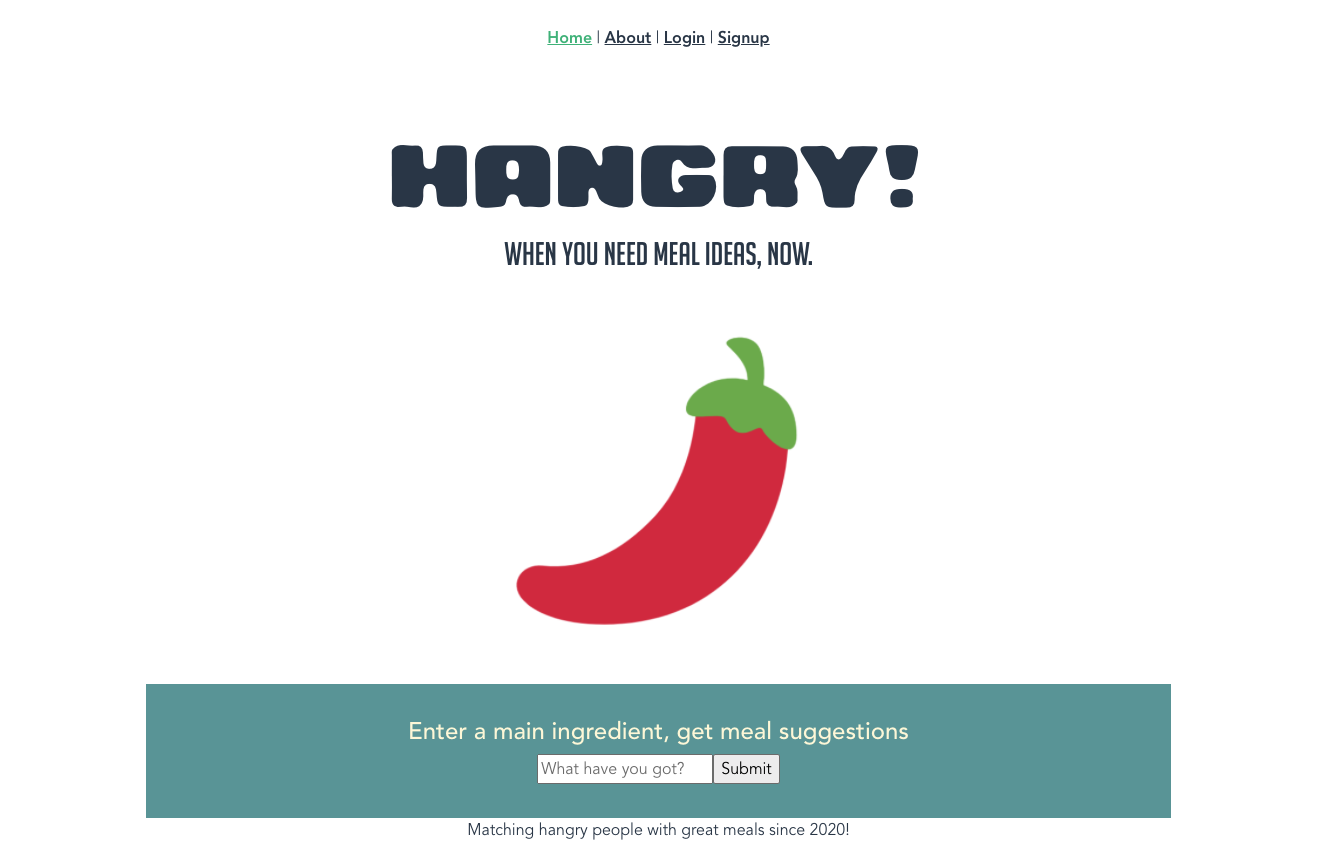 Home | About | Login | Signup
HANGRY!
WHEN YOU NEED MEAL IDEAS, NOW.
Enter a main ingredient, get meal suggestions
What have you got? Submit
Matching hangry people with great meals since 2020!